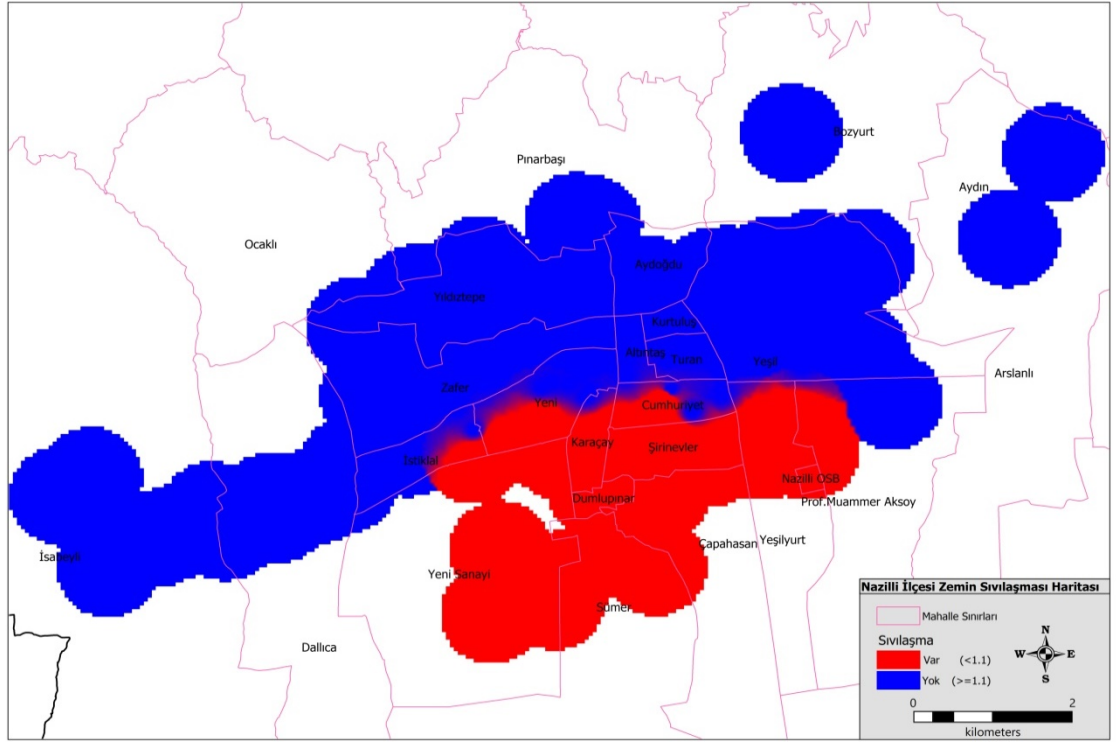 Bozyurt
Pınarbaşı
Aydın
Ocaklı
Aydoğdu
Yıldıztepe
Kurtuluş
Altıntaş
Turan
Yeşil
Arslanlı
Zafer
Yeni
Cumhuriyet
Karaçay
Şirinevler
İstiklal
Nazilli OSB
Dumlupınar
Prof.Muammer Aksoy
Çapahasan
Yeşilyurt
İsabeyli
Yeni Sanayi
Sümer
Dallıca
Nazilli İlçesi Zemin Sıvılaşması Haritası
Mahalle Sınırları
Sıvılaşma
Var (<1.1)
Yok (>=1.1)
N
W E
S
0 2
kilometers